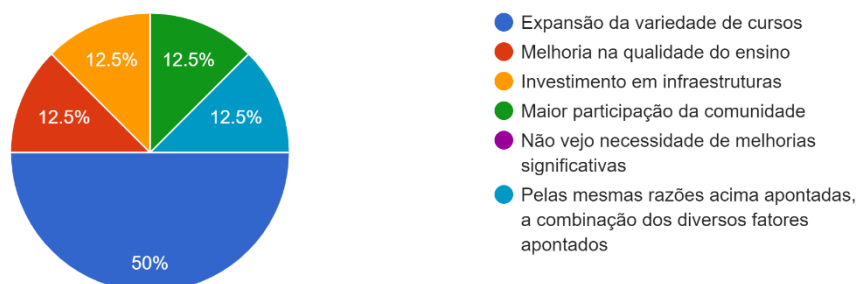 12.5%
12.5%
12.5%
12.5%
50%
Expansão da variedade de cursos
Melhoria na qualidade do ensino
Investimento em infraestruturas
Maior participação da comunidade
Não vejo necessidade de melhorias
significativas
Pelas mesmas razões acima apontadas,
a combinação dos diversos fatores
apontados